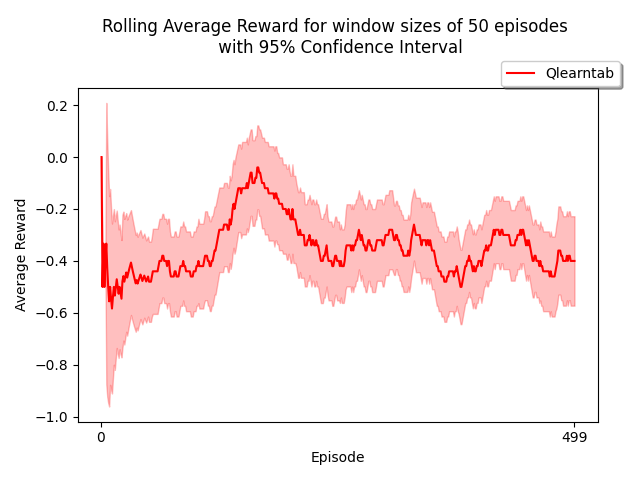 Rolling Average Reward for window sizes of 50 episodes
with 95% Confidence Interval
Qlearntab
0.2
0.0
−0.2
−0.4
−0.6
−0.8
−1.0
Average Reward
0
499
Episode